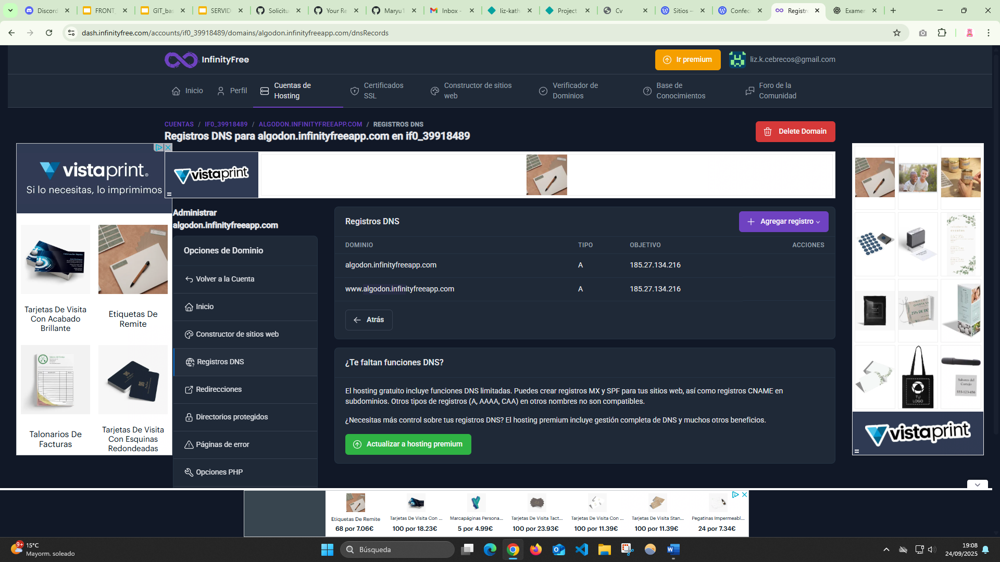 Discord
FRONT_
GIT_bas
SERVID
Solicitu
Your Re
Maryu1
Inbox -
liz-kath
Project
Cv
Sitios –
Confec
Registr
Examer
dash.infinityfree.com/accounts/if0_39918489/domains/algodon.infinityfreeapp.com/dnsRecords
InfinityFree
Ir premium
liz.k.cebrecos@gmail.com
Inicio
Perfil
Cuentas de
Hosting
Certificados
SSL
Constructor de sitios
web
Verificador de
Dominios
Base de
Conocimientos
Foro de la
Comunidad
CUENTAS / IF0_39918489 / ALGODON.INFINITYFREEAPP.COM / REGISTROS DNS
Registros DNS para algodon.infinityfreeapp.com en if0_39918489
Delete Domain
vistaprint.
Si lo necesitas, lo imprimimos
Tarjetas De Visita
Con Acabado
Brillante
Etiquetas De
Remite
Talonarios De
Facturas
Tarjetas De Visita
Con Esquinas
Redondeadas
vistaprint
Administrar
algodon.infinityfreeapp.com
Opciones de Dominio
Volver a la Cuenta
Inicio
Constructor de sitios web
Registros DNS
Redirecciones
Directorios protegidos
Páginas de error
Opciones PHP
Registros DNS
Agregar registro
DOMINIO TIPO OBJETIVO ACCIONES
algodon.infinityfreeapp.com A 185.27.134.216
www.algodon.infinityfreeapp.com A 185.27.134.216
Atrás
¿Te faltan funciones DNS?
El hosting gratuito incluye funciones DNS limitadas. Puedes crear registros MX y SPF para tus sitios web, así como registros CNAME en
subdominios. Otros tipos de registros (A, AAAA, CAA) en otros nombres no son compatibles.
¿Necesitas más control sobre tus registros DNS? El hosting premium incluye gestión completa de DNS y muchos otros beneficios.
Actualizar a hosting premium
TU
LOGO
Sabores del
Cortejo
555-123-456
vistaprint
Etiquetas De Remite
68 por 7.06€
Tarjetas De Visita Con ...
100 por 18.23€
Marcapáginas Persona...
5 por 4.99€
Tarjetas De Visita Tact...
100 por 23.93€
Tarjetas De Visita Con ...
100 por 11.39€
Tarjetas De Visita Stan...
100 por 11.39€
Pegatinas Impermeabl...
24 por 7.34€
9+
15°C
Mayorm. soleado
Búsqueda
19:08
24/09/2025